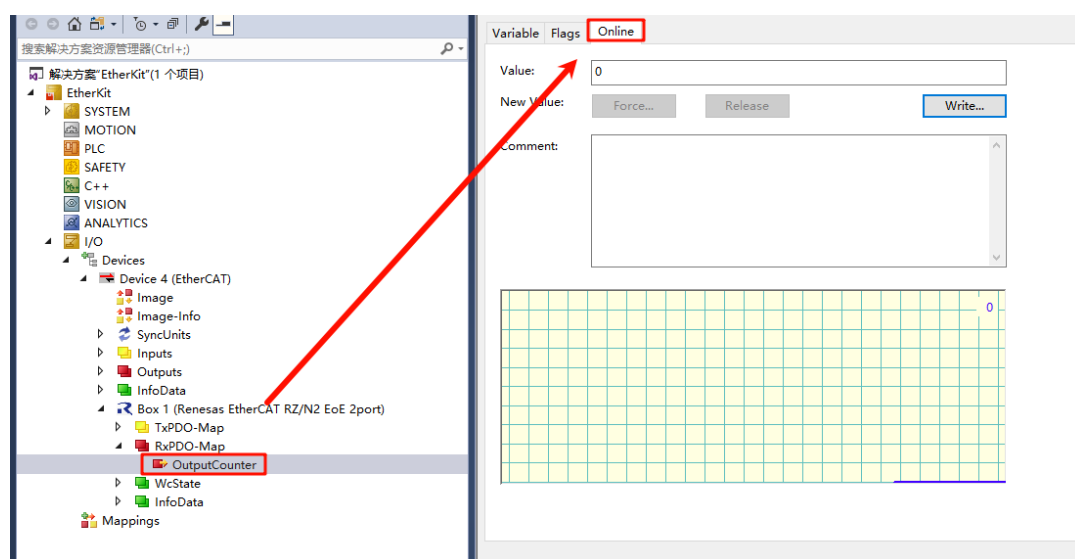 搜索解决方案资源管理器(Ctrl+;)
解决方案"EtherKit"(1 个项目)
EtherKit
SYSTEM
MOTION
PLC
SAFETY
C++
VISION
ANALYTICS
I/O
Devices
Device 4 (EtherCAT)
Image
Image-Info
SyncUnits
Inputs
Outputs
InfoData
Box 1 (Renesas EtherCAT RZ/N2 EoE 2port)
TxPDO-Map
RxPDO-Map
OutputCounter
WcState
InfoData
Mappings
Variable Flags Online
Value: 0
New Value: Force... Release Write...
Comment:
0